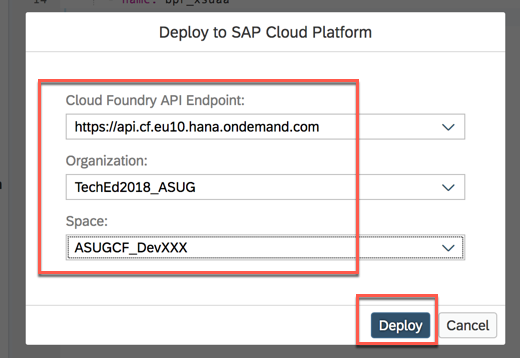 14
name: bpr_xsuaa
Deploy to SAP Cloud Platform
Cloud Foundry API Endpoint:
https://api.cf.eu10.hana.ondemand.com
Organization:
TechEd2018_ASUG
Space:
ASUGCF_DevXXX
Deploy
Cancel